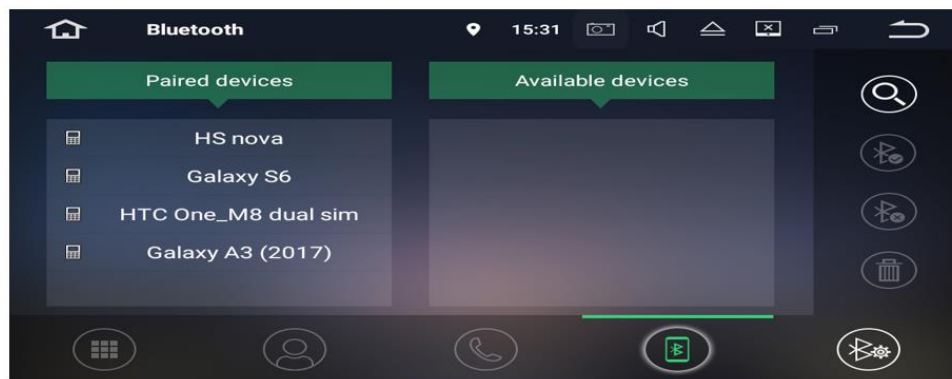 Bluetooth
15:31
Paired devices
Available devices
HS nova
Galaxy S6
HTC One_M8 dual sim
Galaxy A3 (2017)